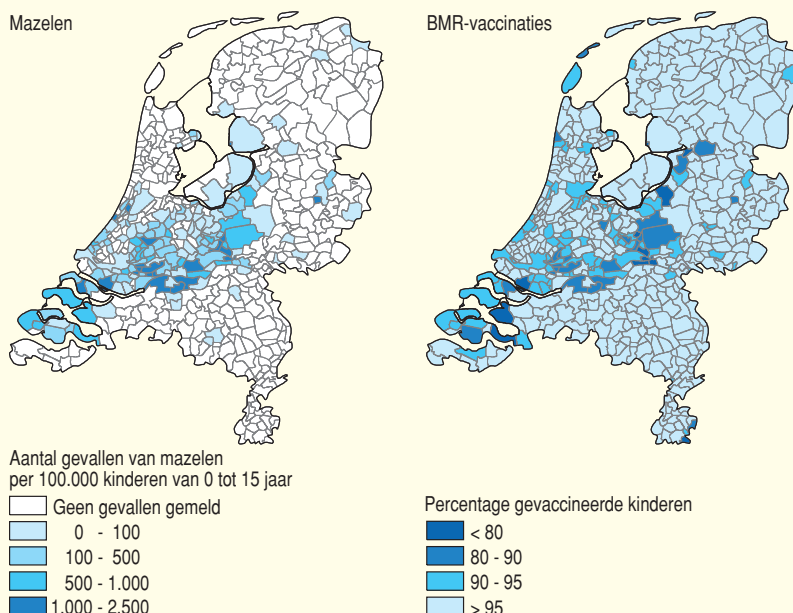 Mazelen
Aantal gevallen van mazelen
per 100.000 kinderen van 0 tot 15 jaar
Geen gevallen gemeld
0 - 100
100 - 500
500 - 1.000
1.000 - 2.500
BMR-vaccinaties
Percentage gevaccineerde kinderen
< 80
80 - 90
90 - 95
> 95